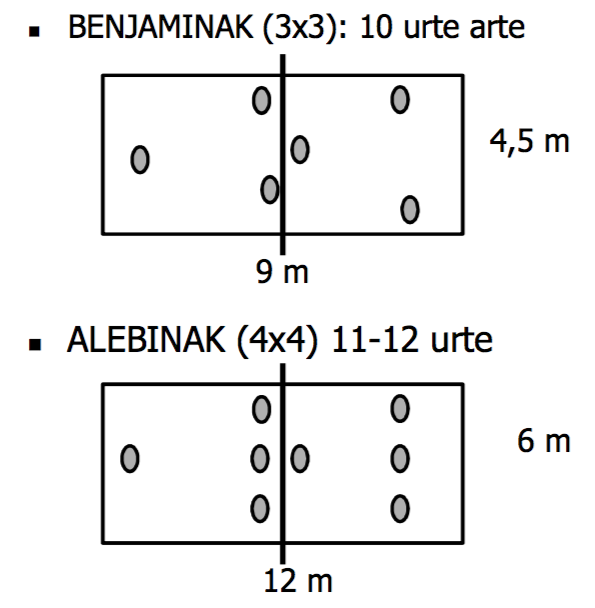 ▪ BENJAMINAK (3x3): 10 urte arte
4,5 m
9 m
▪ ALEBINAK (4x4) 11-12 urte
6 m
12 m